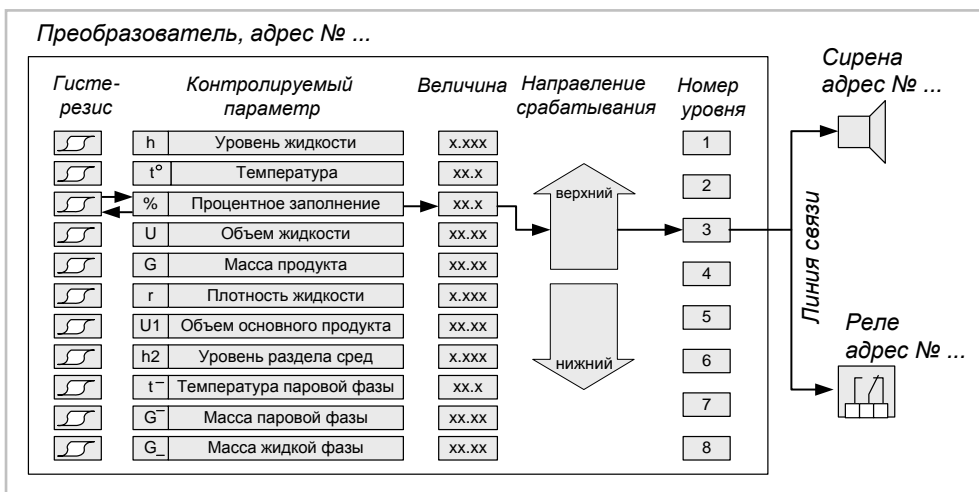 Преобразователь, адрес № ...
Гисте-
резис
Контролируемый
параметр
Величина
Направление
срабатывания
Номер
уровня
Сирена
адрес № ...
h Уровень жидкости x.xxx 1
t° Температура xx.x
верхний
2
% Процентное заполнение xx.x 3
U Объем жидкости xx.xx
G Масса продукта xx.xx 4
r Плотность жидкости x.xxx
U1 Объем основного продукта xx.xx 5
h2 Уровень раздела сред x.xxx 6
нижний
t– Температура паровой фазы xx.x
G‾ Масса паровой фазы xx.xx 7
G_ Масса жидкой фазы xx.xx 8
Линия связи
Реле
адрес № ...